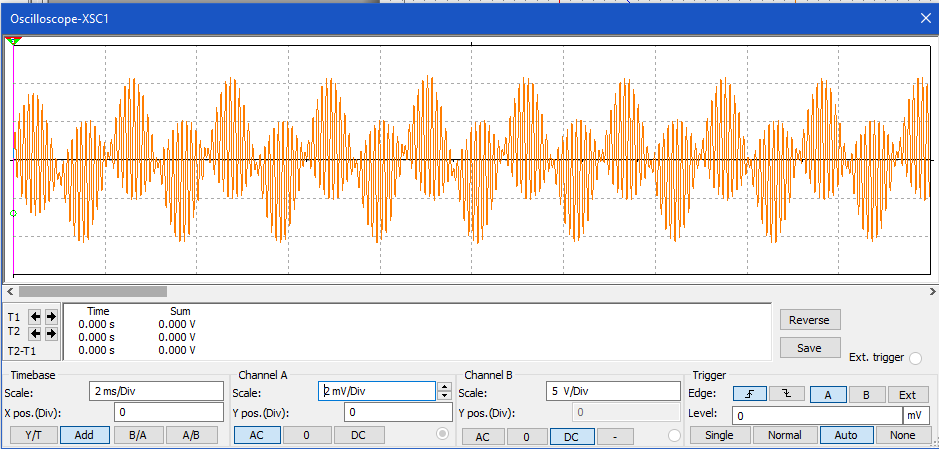 Oscilloscope-XSC1
T1
T2
T2-T1
Time Sum
0.000 s 0.000 V
0.000 s 0.000 V
0.000 s 0.000 V
Reverse
Save
Ext. trigger
Timebase
Scale: 2 ms/Div
X pos.(Div): 0
Y/T Add B/A A/B
Channel A
Scale: 2 mV/Div
Y pos.(Div): 0
AC 0 DC
Channel B
Scale: 5 V/Div
Y pos.(Div): 0
AC 0 DC -
Trigger
Edge: A B Ext
Level: 0 mV
Single Normal Auto None